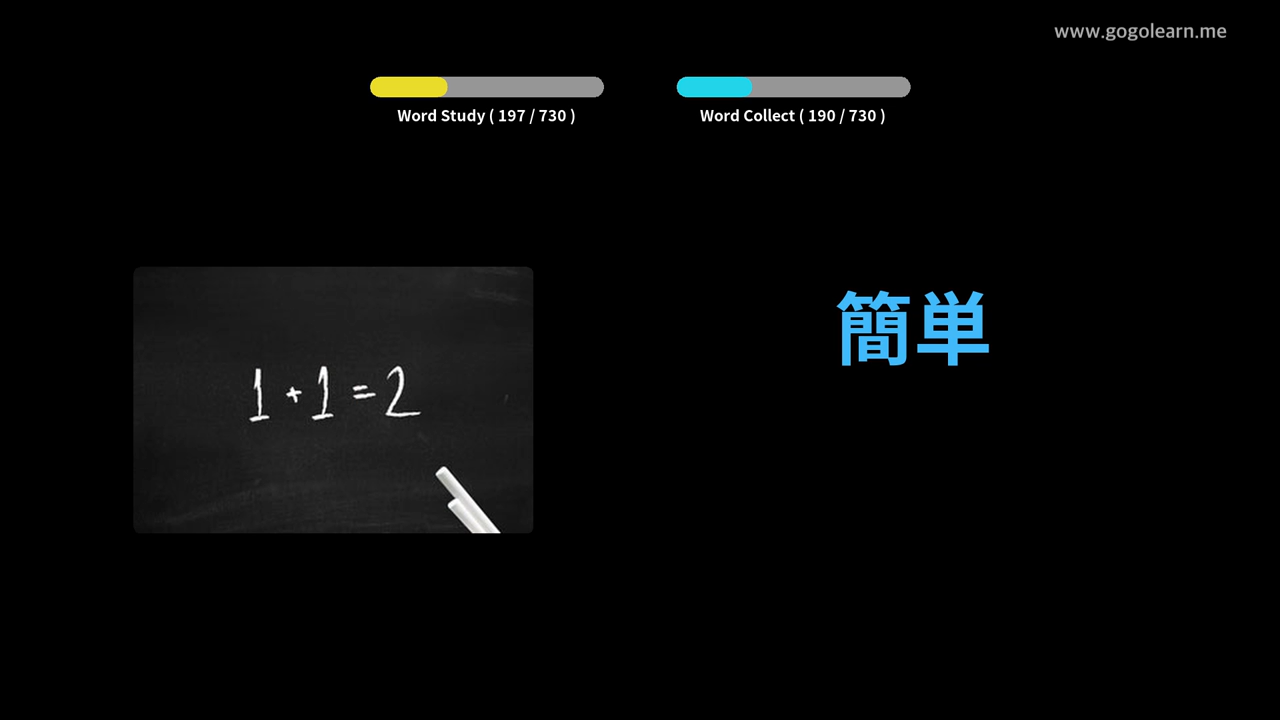 www.gogolearn.me
Word Study ( 197 / 730 )
Word Collect ( 190 / 730 )
1 + 1 = 2
簡単